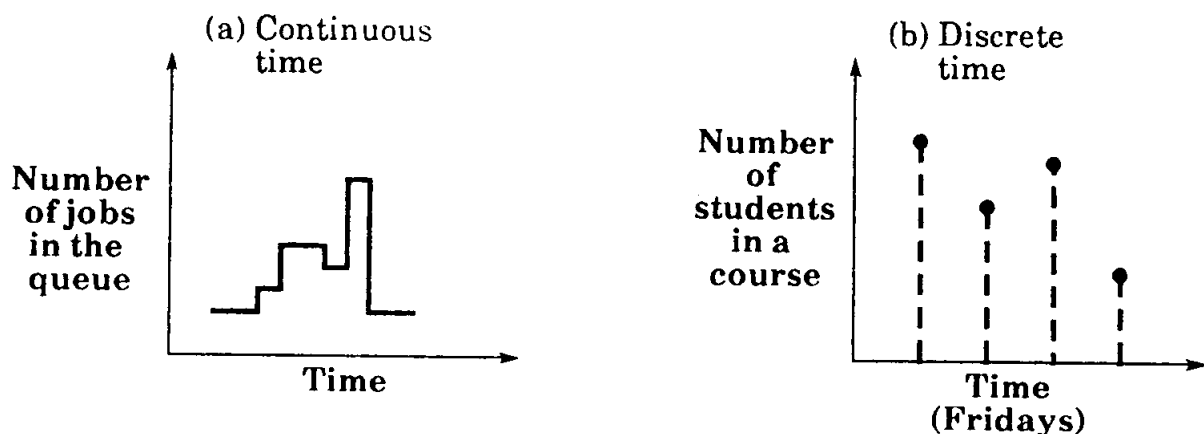 (a) Continuous
time
Number
of jobs
in the
queue
Time
(b) Discrete
time
Number
of
students
in a
course
Time
(Fridays)